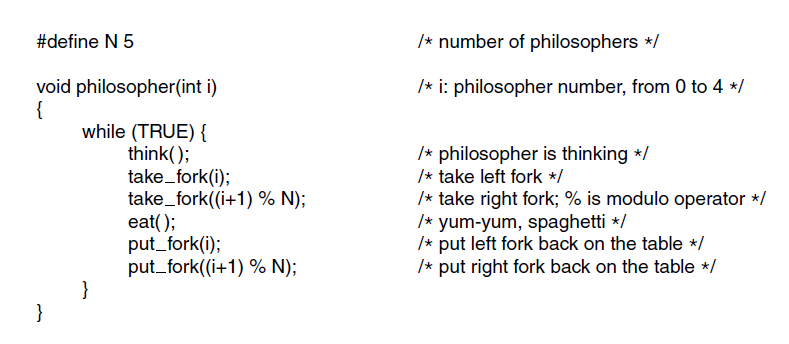 #define N 5 /* number of philosophers */
void philosopher(int i) /* i: philosopher number, from 0 to 4 */
{
while (TRUE) {
think( ); /* philosopher is thinking */
take_fork(i); /* take left fork */
take_fork((i+1) % N); /* take right fork; % is modulo operator */
eat( ); /* yum-yum, spaghetti */
put_fork(i); /* put left fork back on the table */
put_fork((i+1) % N); /* put right fork back on the table */
}
}